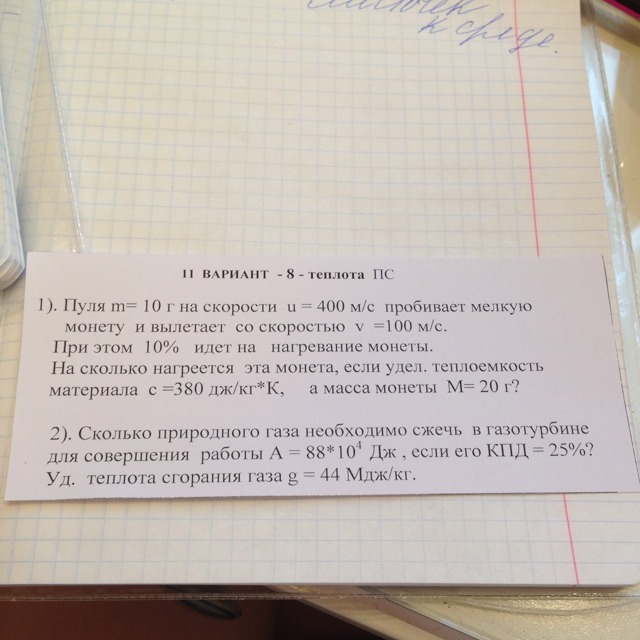 к среде.
11 ВАРИАНТ - 8 - теплота ПС
1). Пуля m= 10 г на скорости u = 400 м/с пробивает мелкую
монету и вылетает со скоростью v =100 м/с.
При этом 10% идет на нагревание монеты.
На сколько нагреется эта монета, если удел. теплоемкость
материала с =380 дж/кг*К, а масса монеты М= 20 г?
2). Сколько природного газа необходимо сжечь в газотурбине
для совершения работы А = 88*10⁴ Дж , если его КПД = 25%?
Уд. теплота сгорания газа g = 44 Мдж/кг.